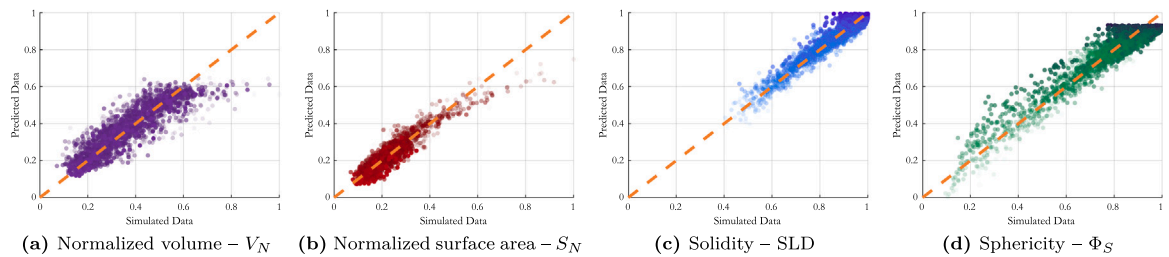 1
0.8
0.6
0.4
0.2
0
Predicted Data
0 0.2 0.4 0.6 0.8 1
Simulated Data
(a) Normalized volume – V_N
1
0.8
0.6
0.4
0.2
0
Predicted Data
0 0.2 0.4 0.6 0.8 1
Simulated Data
(b) Normalized surface area – S_N
1
0.8
0.6
0.4
0.2
0
Predicted Data
0 0.2 0.4 0.6 0.8 1
Simulated Data
(c) Solidity – SLD
1
0.8
0.6
0.4
0.2
0
Predicted Data
0 0.2 0.4 0.6 0.8 1
Simulated Data
(d) Sphericity – Φ_S